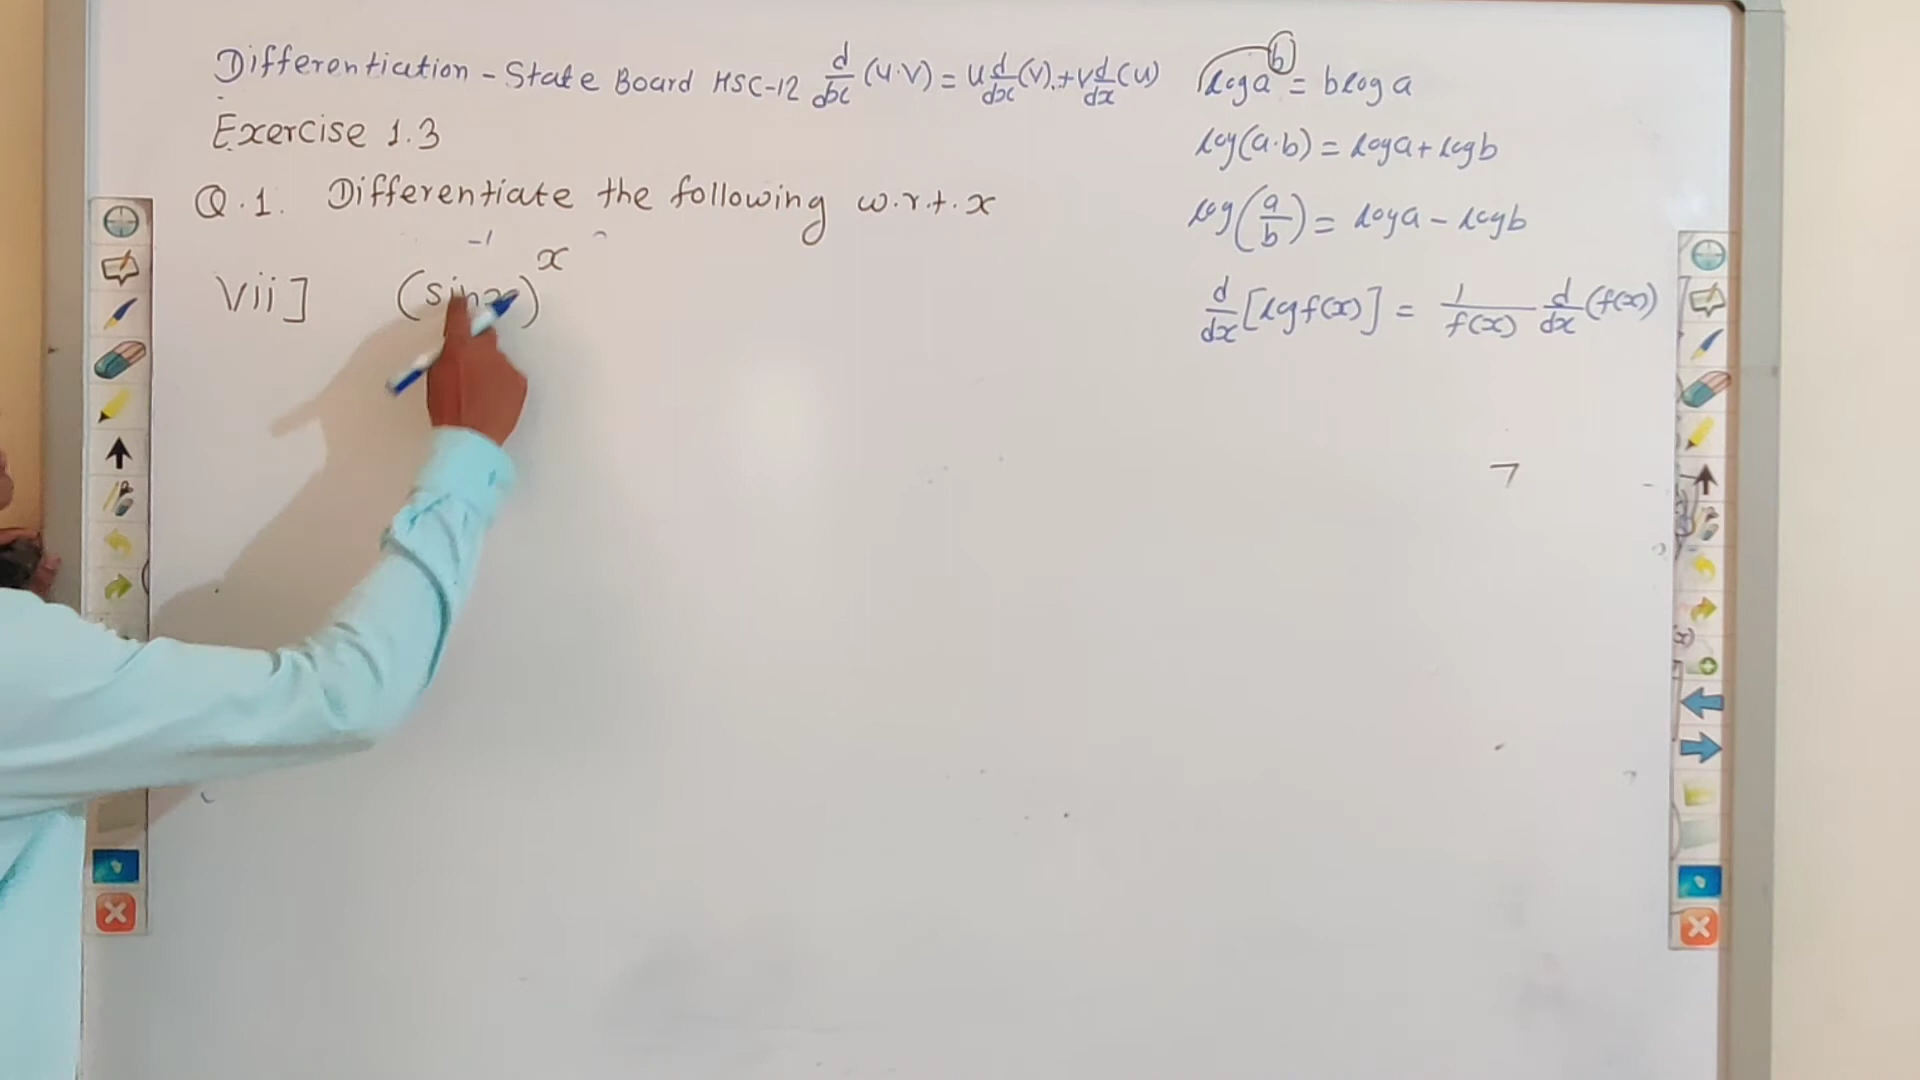 Differentiation - State Board HSC-12 d/dx (u·v) = u d/dx (v) + v d/dx (u)
Exercise 1.3
Q.1. Differentiate the following w.r.t. x
vii] (sin⁻¹x)^x
log a^b = b log a
log(a·b) = log a + log b
log(a/b) = log a - log b
d/dx [log f(x)] = 1/f(x) d/dx (f(x))